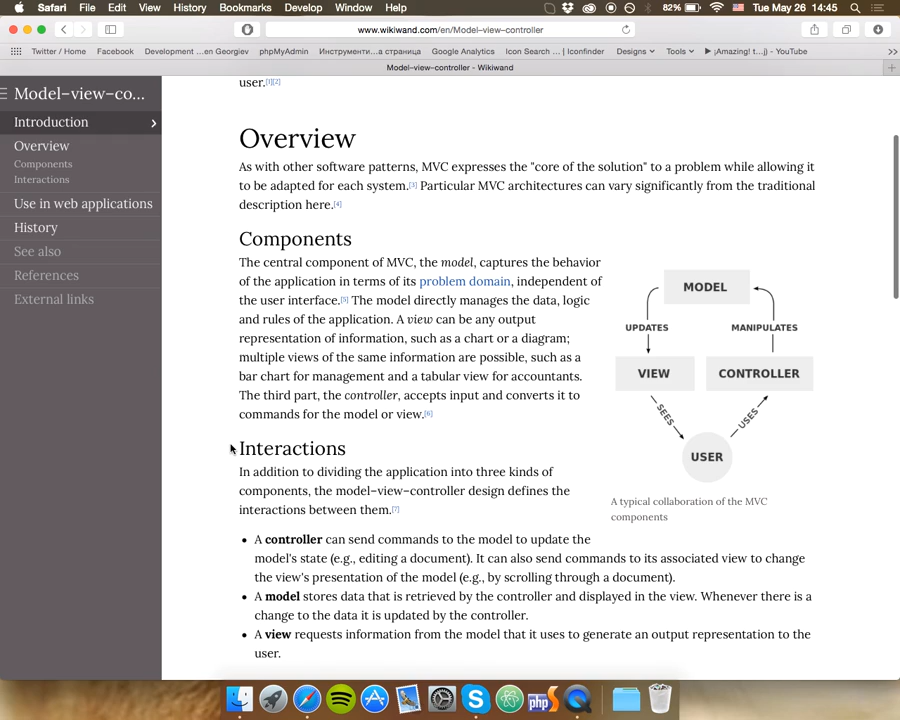 Safari File Edit View History Bookmarks Develop Window Help 82% Tue May 26 14:45
www.wikiwand.com/en/Model-view-controller
Twitter / Home Facebook Development ...en Georgiev phpMyAdmin Инструменти...а страница Google Analytics Icon Search ... | Iconfinder Designs Tools ▶ ¡Amazing! t...j) - YouTube >>
Model–view–controller - Wikiwand
Model–view–co...
Introduction
Overview
Components
Interactions
Use in web applications
History
See also
References
External links
user.[1][2]
Overview
As with other software patterns, MVC expresses the "core of the solution" to a problem while allowing it
to be adapted for each system.[3] Particular MVC architectures can vary significantly from the traditional
description here.[4]
Components
The central component of MVC, the model, captures the behavior
of the application in terms of its problem domain, independent of
the user interface.[5] The model directly manages the data, logic
and rules of the application. A view can be any output
representation of information, such as a chart or a diagram;
multiple views of the same information are possible, such as a
bar chart for management and a tabular view for accountants.
The third part, the controller, accepts input and converts it to
commands for the model or view.[6]
MODEL
UPDATES MANIPULATES
VIEW CONTROLLER
SEES USES
USER
A typical collaboration of the MVC
components
Interactions
In addition to dividing the application into three kinds of
components, the model–view–controller design defines the
interactions between them.[7]
• A controller can send commands to the model to update the
model's state (e.g., editing a document). It can also send commands to its associated view to change
the view's presentation of the model (e.g., by scrolling through a document).
• A model stores data that is retrieved by the controller and displayed in the view. Whenever there is a
change to the data it is updated by the controller.
• A view requests information from the model that it uses to generate an output representation to the
user.
php